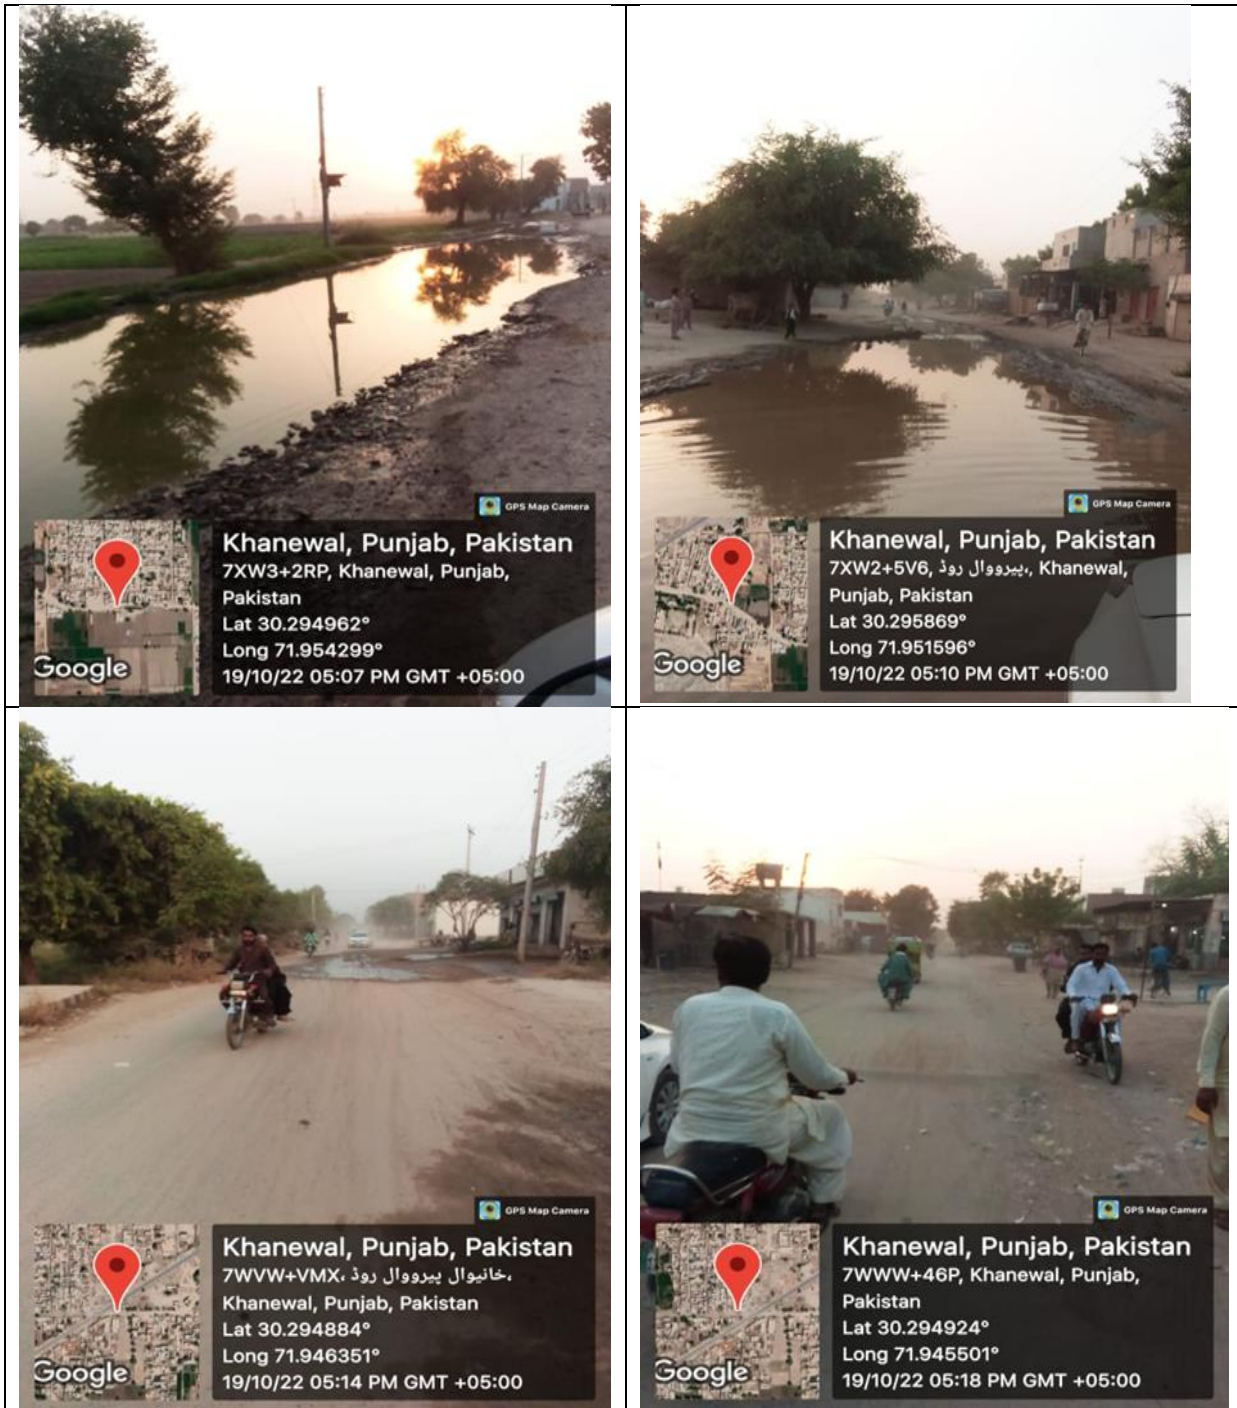 GPS Map Camera
Khanewal, Punjab, Pakistan
7XW3+2RP, Khanewal, Punjab,
Pakistan
Lat 30.294962°
Long 71.954299°
19/10/22 05:07 PM GMT +05:00
Google
GPS Map Camera
Khanewal, Punjab, Pakistan
7XW2+5V6, پیرووال روڈ،, Khanewal,
Punjab, Pakistan
Lat 30.295869°
Long 71.951596°
19/10/22 05:10 PM GMT +05:00
Google
GPS Map Camera
Khanewal, Punjab, Pakistan
7WVW+VMX، خانیوال پیرووال روڈ،
Khanewal, Punjab, Pakistan
Lat 30.294884°
Long 71.946351°
19/10/22 05:14 PM GMT +05:00
Google
GPS Map Camera
Khanewal, Punjab, Pakistan
7WWW+46P, Khanewal, Punjab,
Pakistan
Lat 30.294924°
Long 71.945501°
19/10/22 05:18 PM GMT +05:00
Google